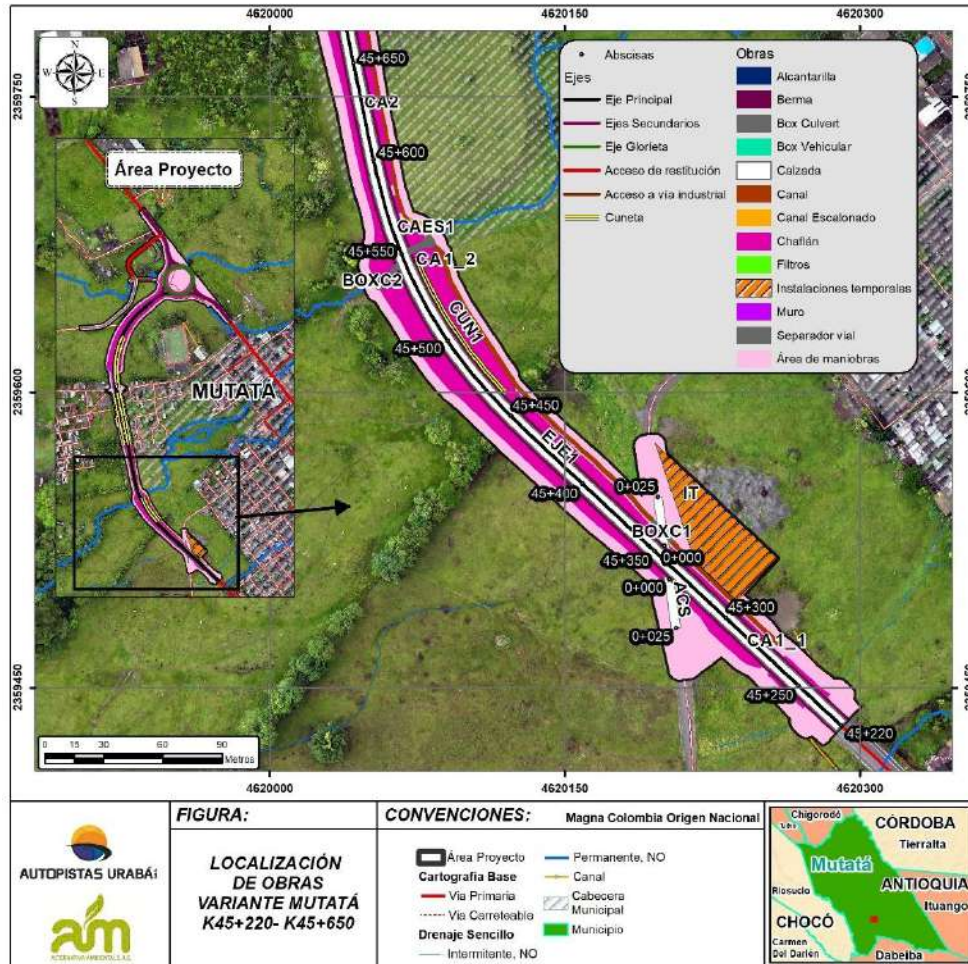 4620000
4620150
4620300
2359750
2359600
2359450
2359750
2359450
N
W
E
S
Área Proyecto
MUTATÁ
45+650
CA2
45+600
CAES1
45+550
CA1_2
BOXC2
CUN1
45+500
45+450
EJE1
0+025
IT
45+400
BOXC1
0+000
45+350
0+000
ACS
45+300
0+025
CA1_1
45+250
45+220
Abscisas
Ejes
Eje Principal
Ejes Secundarios
Eje Glorieta
Acceso de restitución
Acceso a vía industrial
Cuneta
Obras
Alcantarilla
Berma
Box Culvert
Box Vehicular
Calzada
Canal
Canal Escalonado
Chaflán
Filtros
Instalaciones temporales
Muro
Separador vial
Área de maniobras
0 15 30 60 90
Metros
4620000
4620150
4620300
AUTOPISTAS URABÁ
am
FIGURA:
LOCALIZACIÓN
DE OBRAS
VARIANTE MUTATÁ
K45+220- K45+650
CONVENCIONES:
Magna Colombia Origen Nacional
Área Proyecto
Cartografía Base
Vía Primaria
Vía Carreteable
Drenaje Sencillo
Intermitente, NO
Permanente, NO
Canal
Cabecera
Municipal
Municipio
Chigorodó
CÓRDOBA
Tierralta
Mutatá
ANTIOQUIA
Riosucio
Ituango
CHOCÓ
Carmen
Del Darién
Dabeiba